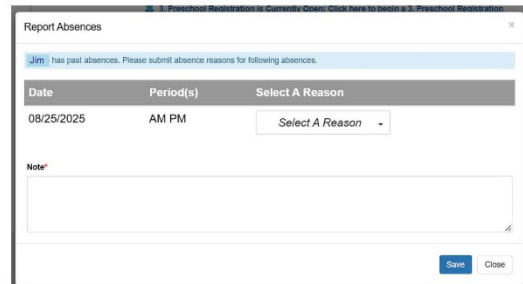 3. Preschool Registration is Currently Open: Click here to begin a 3. Preschool Registration
Report Absences ×
Jim has past absences. Please submit absence reasons for following absences.
Date Period(s) Select A Reason
08/25/2025 AM PM Select A Reason
Note*
Save Close